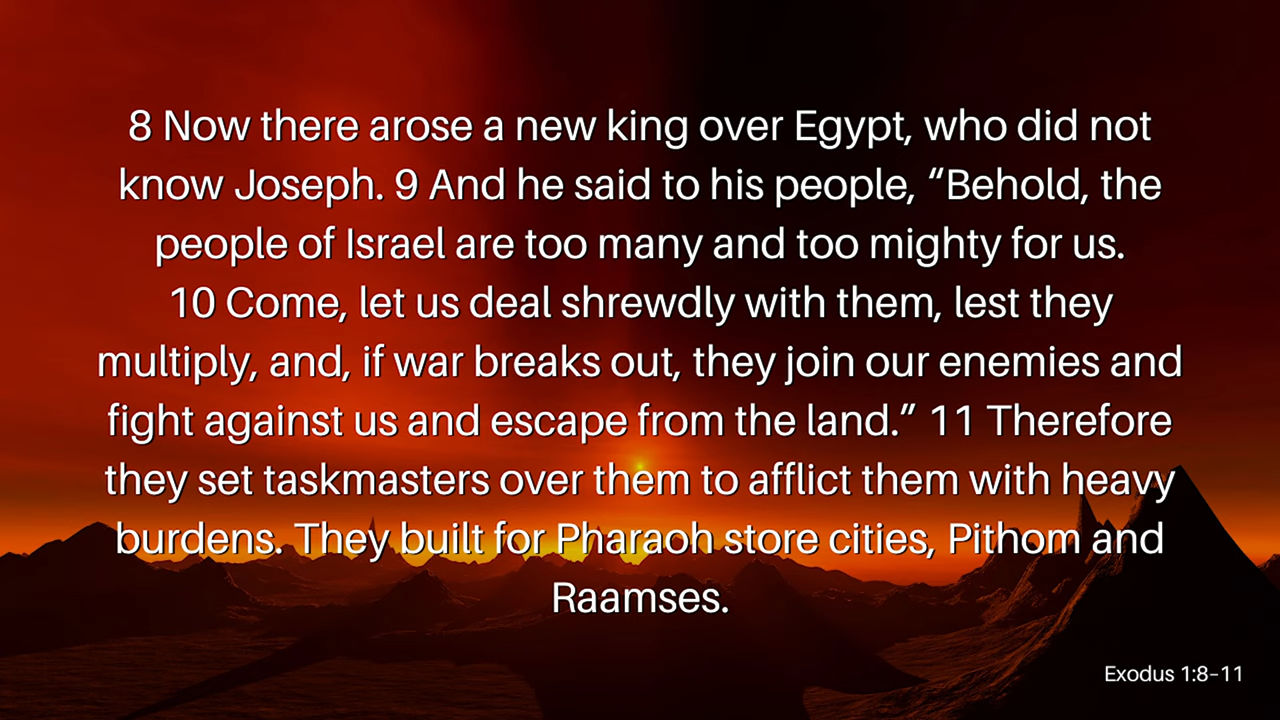 8 Now there arose a new king over Egypt, who did not
know Joseph. 9 And he said to his people, “Behold, the
people of Israel are too many and too mighty for us.
10 Come, let us deal shrewdly with them, lest they
multiply, and, if war breaks out, they join our enemies and
fight against us and escape from the land.” 11 Therefore
they set taskmasters over them to afflict them with heavy
burdens. They built for Pharaoh store cities, Pithom and
Raamses.
Exodus 1:8–11